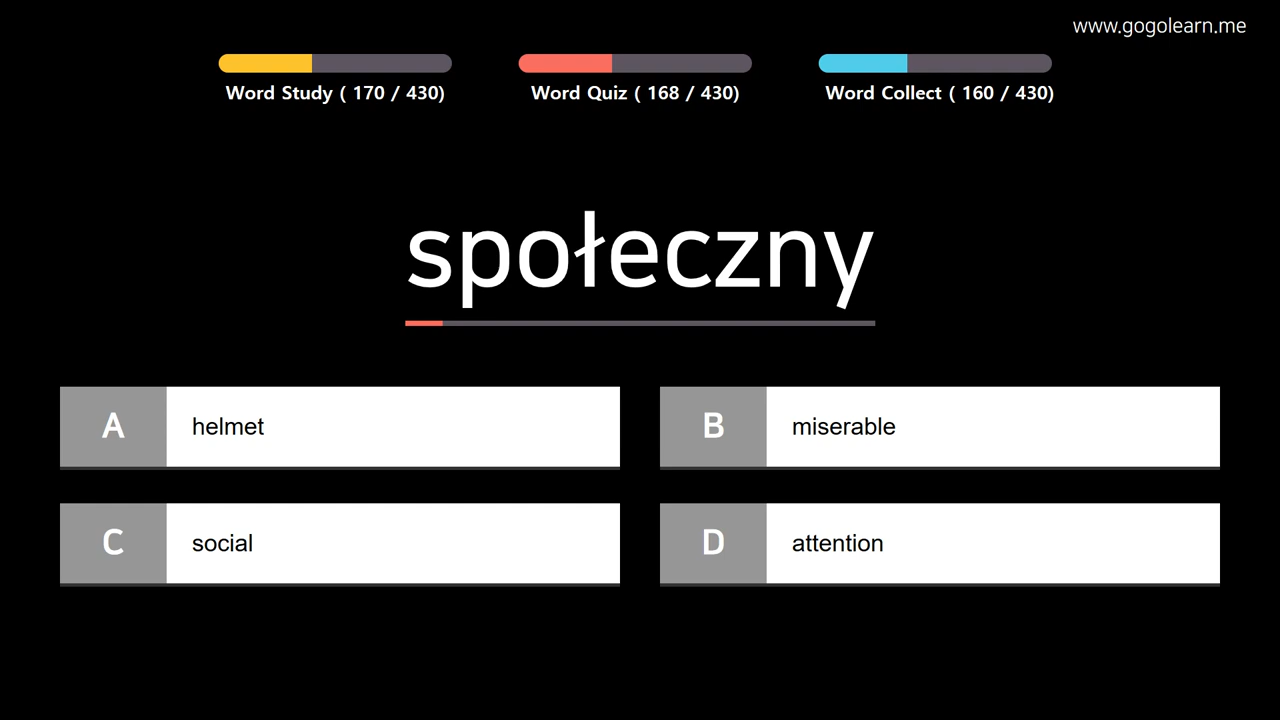 www.gogolearn.me
Word Study ( 170 / 430)
Word Quiz ( 168 / 430)
Word Collect ( 160 / 430)
społeczny
A helmet
B miserable
C social
D attention